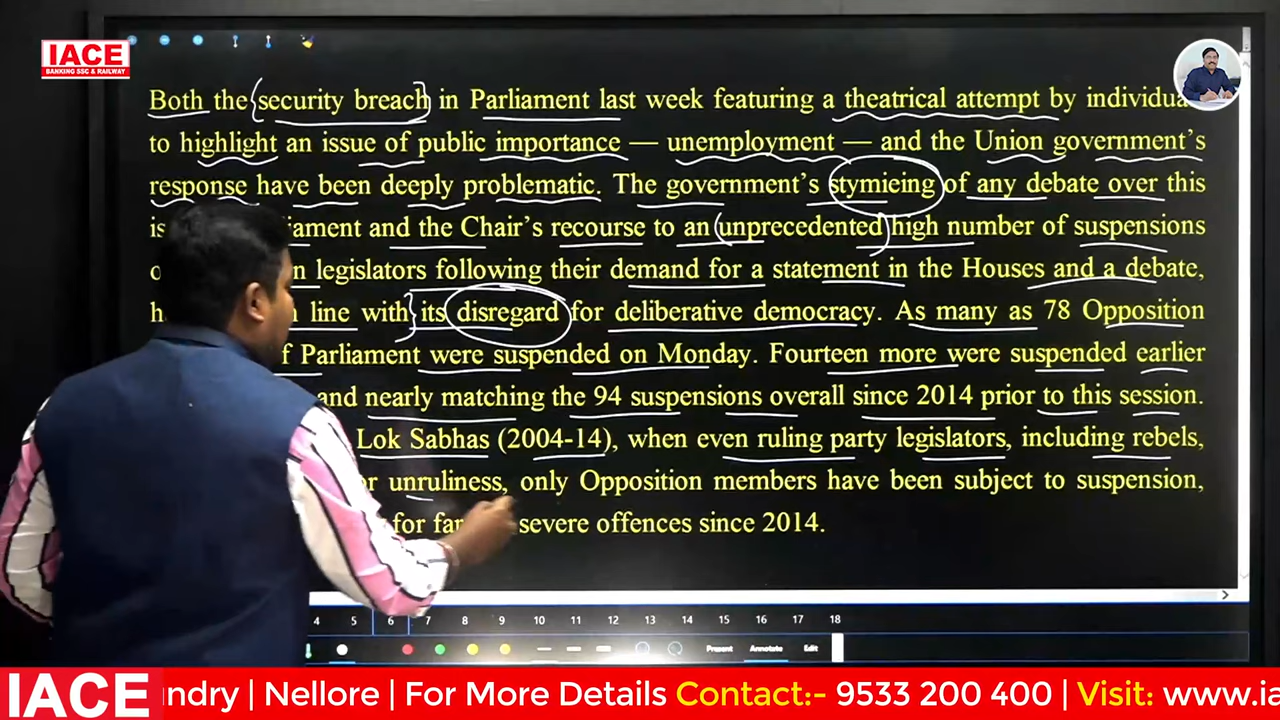 IACE
BANKING SSC & RAILWAY
Both the security breach in Parliament last week featuring a theatrical attempt by
to highlight an issue of public importance — unemployment — and the Union government's
response have been deeply problematic. The government's stymieing of any debate over this
and the Chair's recourse to an unprecedented high number of suspensions
legislators following their demand for a statement in the Houses and a debate,
line with its disregard for deliberative democracy. As many as 78 Opposition
Parliament were suspended on Monday. Fourteen more were suspended earlier
and nearly matching the 94 suspensions overall since 2014 prior to this session.
Lok Sabhas (2004-14), when even ruling party legislators, including rebels,
unruliness, only Opposition members have been subject to suspension,
for severe offences since 2014.
4 5 6 7 8 9 10 11 12 13 14 15 16 17 18
Present Annotate Edit
IACE
| Nellore | For More Details Contact:- 9533 200 400 | Visit: